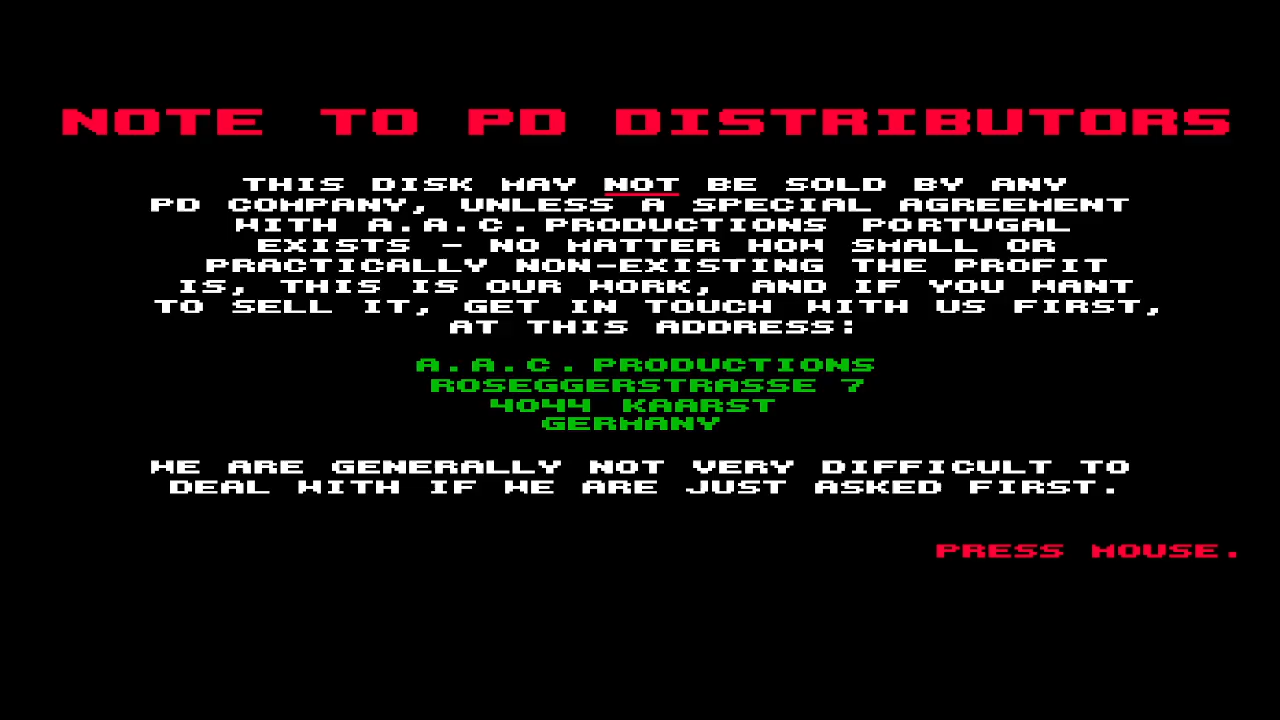 NOTE TO PD DISTRIBUTORS
THIS DISK MAY NOT BE SOLD BY ANY
PD COMPANY, UNLESS A SPECIAL AGREEMENT
WITH A.A.C.PRODUCTIONS PORTUGAL
EXISTS - NO MATTER HOW SMALL OR
PRACTICALLY NON-EXISTING THE PROFIT
IS, THIS IS OUR WORK, AND IF YOU WANT
TO SELL IT, GET IN TOUCH WITH US FIRST,
AT THIS ADDRESS:
A.A.C.PRODUCTIONS
ROSEGGERSTRASSE 7
4044 KAARST
GERMANY
WE ARE GENERALLY NOT VERY DIFFICULT TO
DEAL WITH IF WE ARE JUST ASKED FIRST.
PRESS MOUSE.